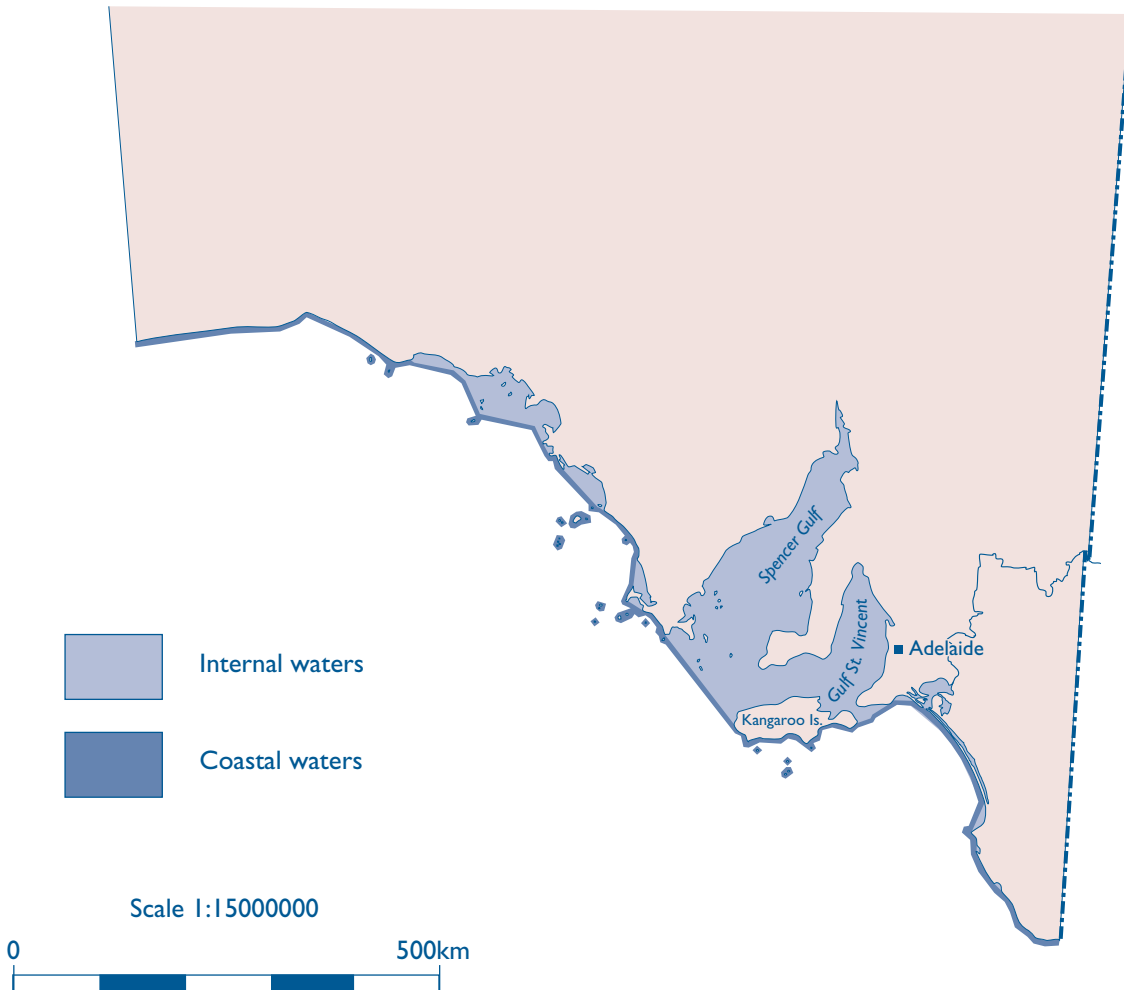 Spencer Gulf
Gulf St. Vincent
Adelaide
Internal waters
Kangaroo Is.
Coastal waters
Scale 1:15000000
0 500km